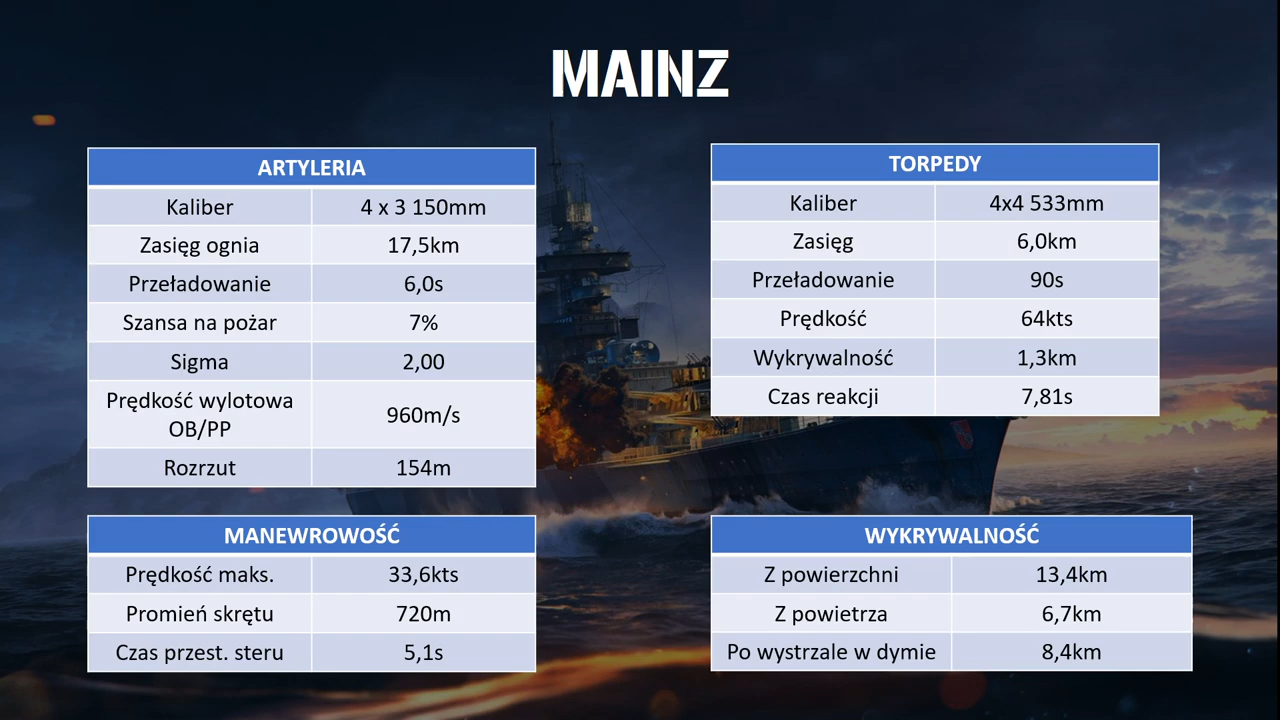 MAINZ
ARTYLERIA
Kaliber 4 x 3 150mm
Zasięg ognia 17,5km
Przeładowanie 6,0s
Szansa na pożar 7%
Sigma 2,00
Prędkość wylotowa
OB/PP 960m/s
Rozrzut 154m
TORPEDY
Kaliber 4x4 533mm
Zasięg 6,0km
Przeładowanie 90s
Prędkość 64kts
Wykrywalność 1,3km
Czas reakcji 7,81s
MANEWROWOŚĆ
Prędkość maks. 33,6kts
Promień skrętu 720m
Czas przest. steru 5,1s
WYKRYWALNOŚĆ
Z powierzchni 13,4km
Z powietrza 6,7km
Po wystrzale w dymie 8,4km